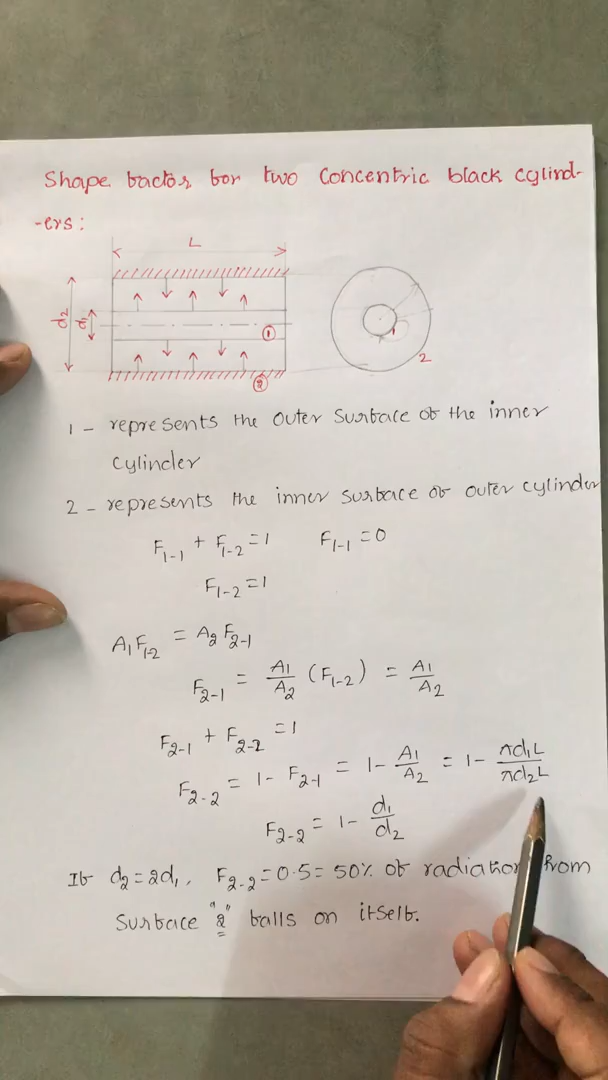 Shape factor for two concentric black cylind-
-ers:
L
d2
d1
1
2
1
2
1 - represents the outer surface of the inner
cylinder
2 - represents the inner surface of outer cylinder
F1-1 + F1-2 = 1 F1-1 = 0
F1-2 = 1
A1 F1-2 = A2 F2-1
F2-1 = A1/A2 (F1-2) = A1/A2
F2-1 + F2-2 = 1
F2-2 = 1 - F2-1 = 1 - A1/A2 = 1 - πd1L/πd2L
F2-2 = 1 - d1/d2
If d2 = 2d1, F2-2 = 0.5 = 50% of radiation from
surface "2" falls on itself.